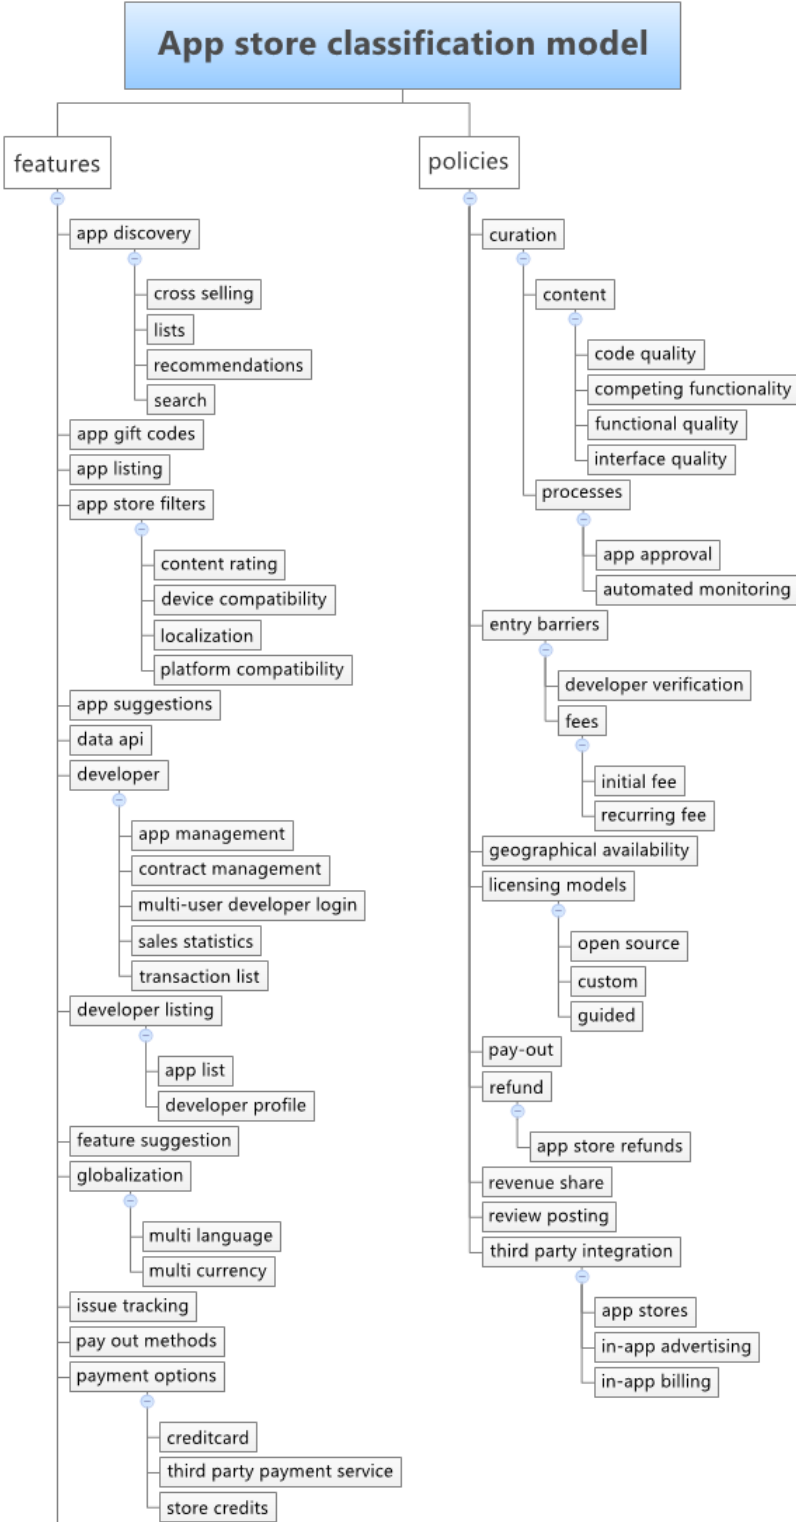 App store classification model
features
app discovery
cross selling
lists
recommendations
search
app gift codes
app listing
app store filters
content rating
device compatibility
localization
platform compatibility
app suggestions
data api
developer
app management
contract management
multi-user developer login
sales statistics
transaction list
developer listing
app list
developer profile
feature suggestion
globalization
multi language
multi currency
issue tracking
pay out methods
payment options
creditcard
third party payment service
store credits
policies
curation
content
code quality
competing functionality
functional quality
interface quality
processes
app approval
automated monitoring
entry barriers
developer verification
fees
initial fee
recurring fee
geographical availability
licensing models
open source
custom
guided
pay-out
refund
app store refunds
revenue share
review posting
third party integration
app stores
in-app advertising
in-app billing